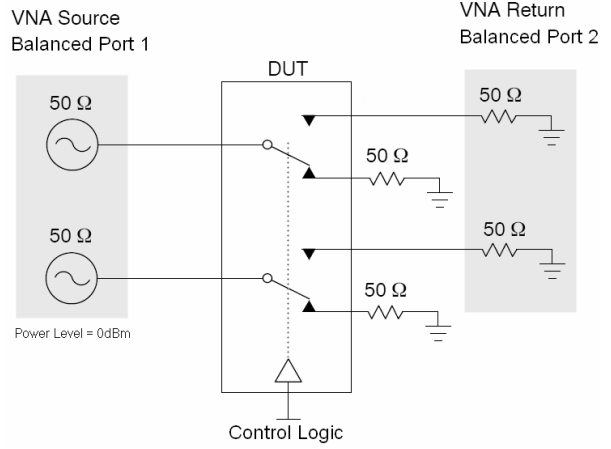 VNA Source
Balanced Port 1
VNA Return
Balanced Port 2
DUT
50 Ω
50 Ω
50 Ω
50 Ω
50 Ω
50 Ω
Power Level = 0dBm
Control Logic